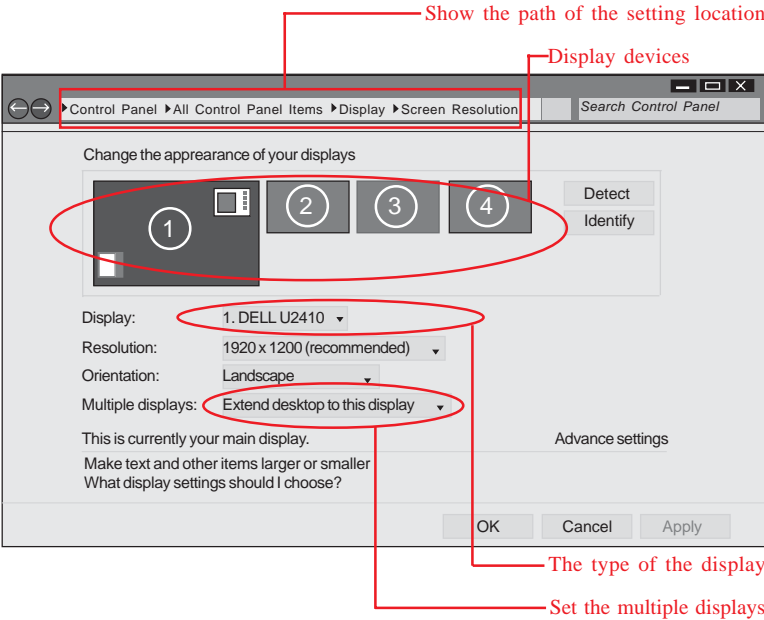 Show the path of the setting location
Display devices
Control Panel All Control Panel Items Display Screen Resolution
Search Control Panel
Change the apprearance of your displays
1
2
3
4
Detect
Identify
Display: 1. DELL U2410
Resolution: 1920 x 1200 (recommended)
Orientation: Landscape
Multiple displays: Extend desktop to this display
This is currently your main display. Advance settings
Make text and other items larger or smaller
What display settings should I choose?
OK Cancel Apply
The type of the display
Set the multiple displays